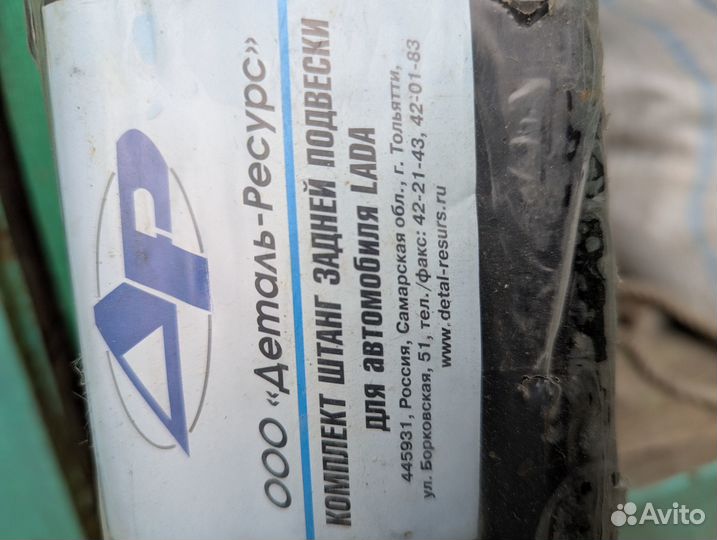 ДР
ООО «Деталь-Ресурс»
КОМПЛЕКТ ШТАНГ ЗАДНЕЙ ПОДВЕСКИ
для автомобиля LADA
445931, Россия, Самарская обл., г. Тольятти,
ул. Борковская, 51, тел./факс: 42-21-43, 42-01-83
www.detal-resurs.ru
Avito